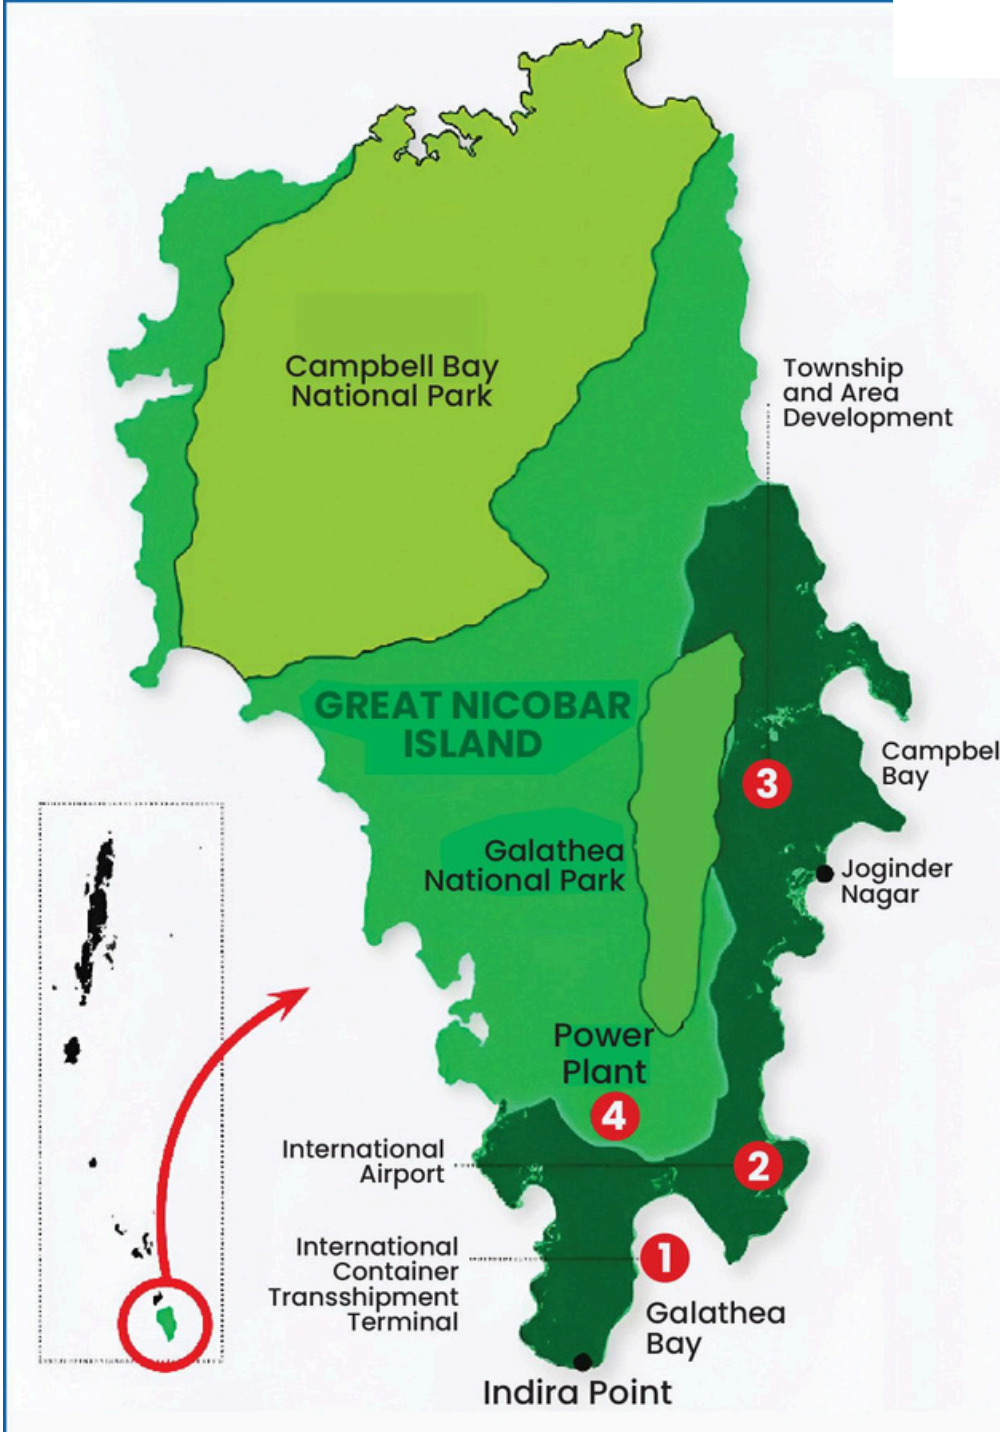 Campbell Bay
National Park
Township
and Area
Development
GREAT NICOBAR
ISLAND
3
Campbel
Bay
Galathea
National Park
Joginder
Nagar
Power
Plant
4
International
Airport
2
International
Container
Transshipment
Terminal
1
Galathea
Bay
Indira Point